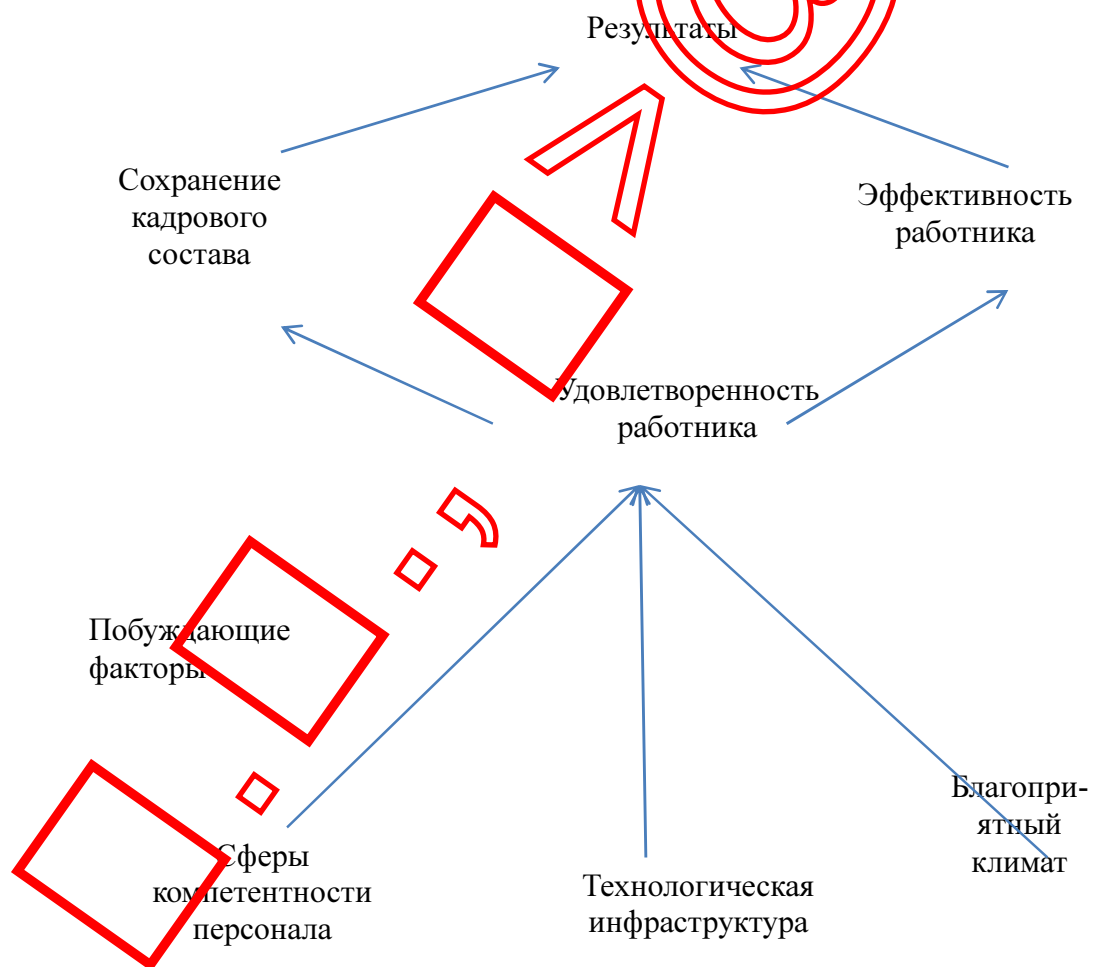 Результаты
Сохранение
кадрового
состава
Эффективность
работника
Удовлетворенность
работника
Побуждающие
факторы
Сферы
компетентности
персонала
Технологическая
инфраструктура
Благопри-
ятный
климат